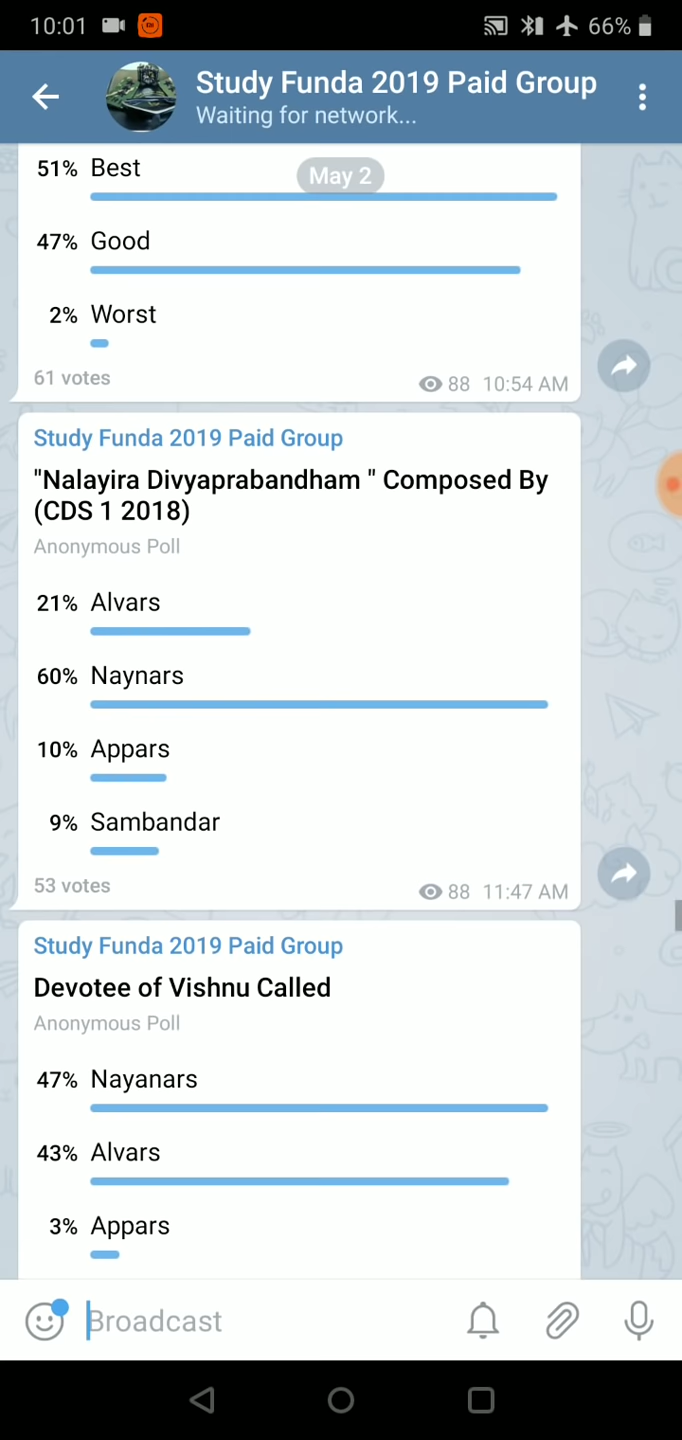 10:01 66%
Study Funda 2019 Paid Group
Waiting for network...
51% Best
May 2
47% Good
2% Worst
61 votes 88 10:54 AM
Study Funda 2019 Paid Group
"Nalayira Divyaprabandham " Composed By
(CDS 1 2018)
Anonymous Poll
21% Alvars
60% Naynars
10% Appars
9% Sambandar
53 votes 88 11:47 AM
Study Funda 2019 Paid Group
Devotee of Vishnu Called
Anonymous Poll
47% Nayanars
43% Alvars
3% Appars
Broadcast